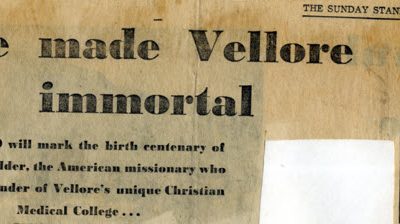 THE SUNDAY STAN
e made Vellore
immortal
will mark the birth centenary of
lder, the American missionary who
nder of Vellore's unique Christian
Medical College . . .